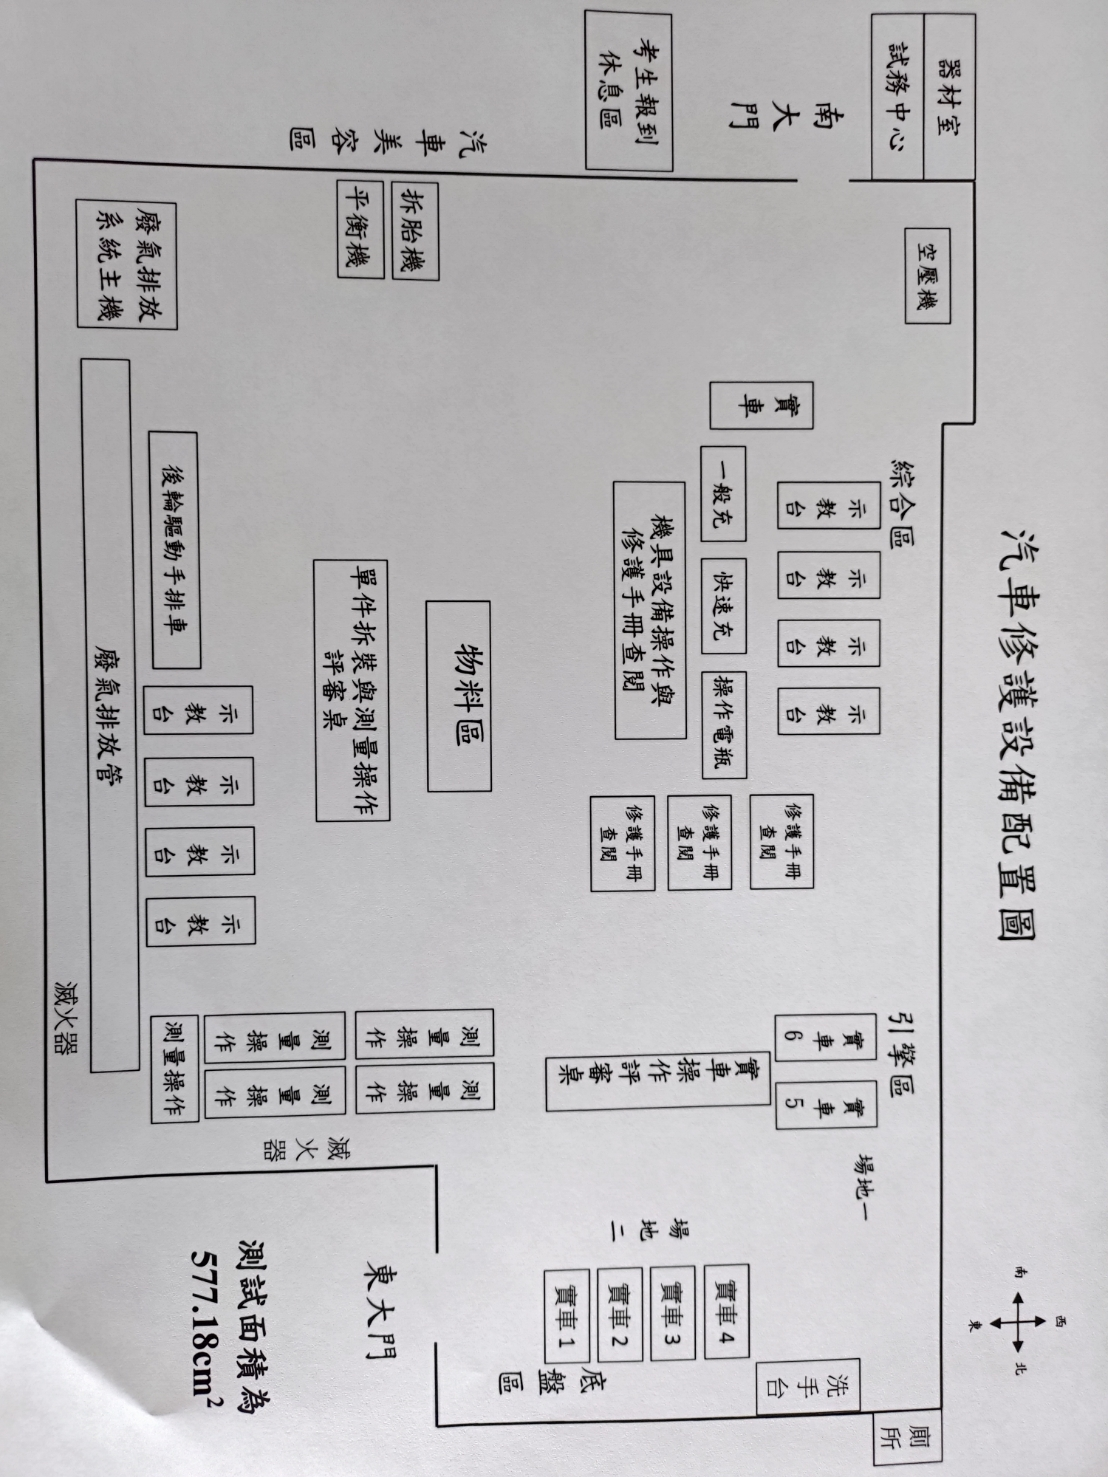 汽車修護設備配置圖
器材室
試務中心
南大門
考生報到
休息區
汽車美容區
空壓機
拆胎機
平衡機
廢氣排放
系統主機
實車
綜合區
示教台
示教台
示教台
示教台
一般充
快速充
操作電瓶
機具設備操作與
修護手冊查閱
修護手冊
查閱
修護手冊
查閱
修護手冊
查閱
物料區
單件拆裝與測量操作
評審桌
後輪驅動手排車
示教台
示教台
示教台
示教台
廢氣排放管
滅火器
引擎區
實車6
實車5
實車操作評審桌
測量操作
測量操作
測量操作
測量操作
測量操作
滅火器
場地一
場地二
實車4
實車3
實車2
實車1
底盤區
洗手台
廁所
東大門
西
南
北
東
測試面積為
577.18cm²